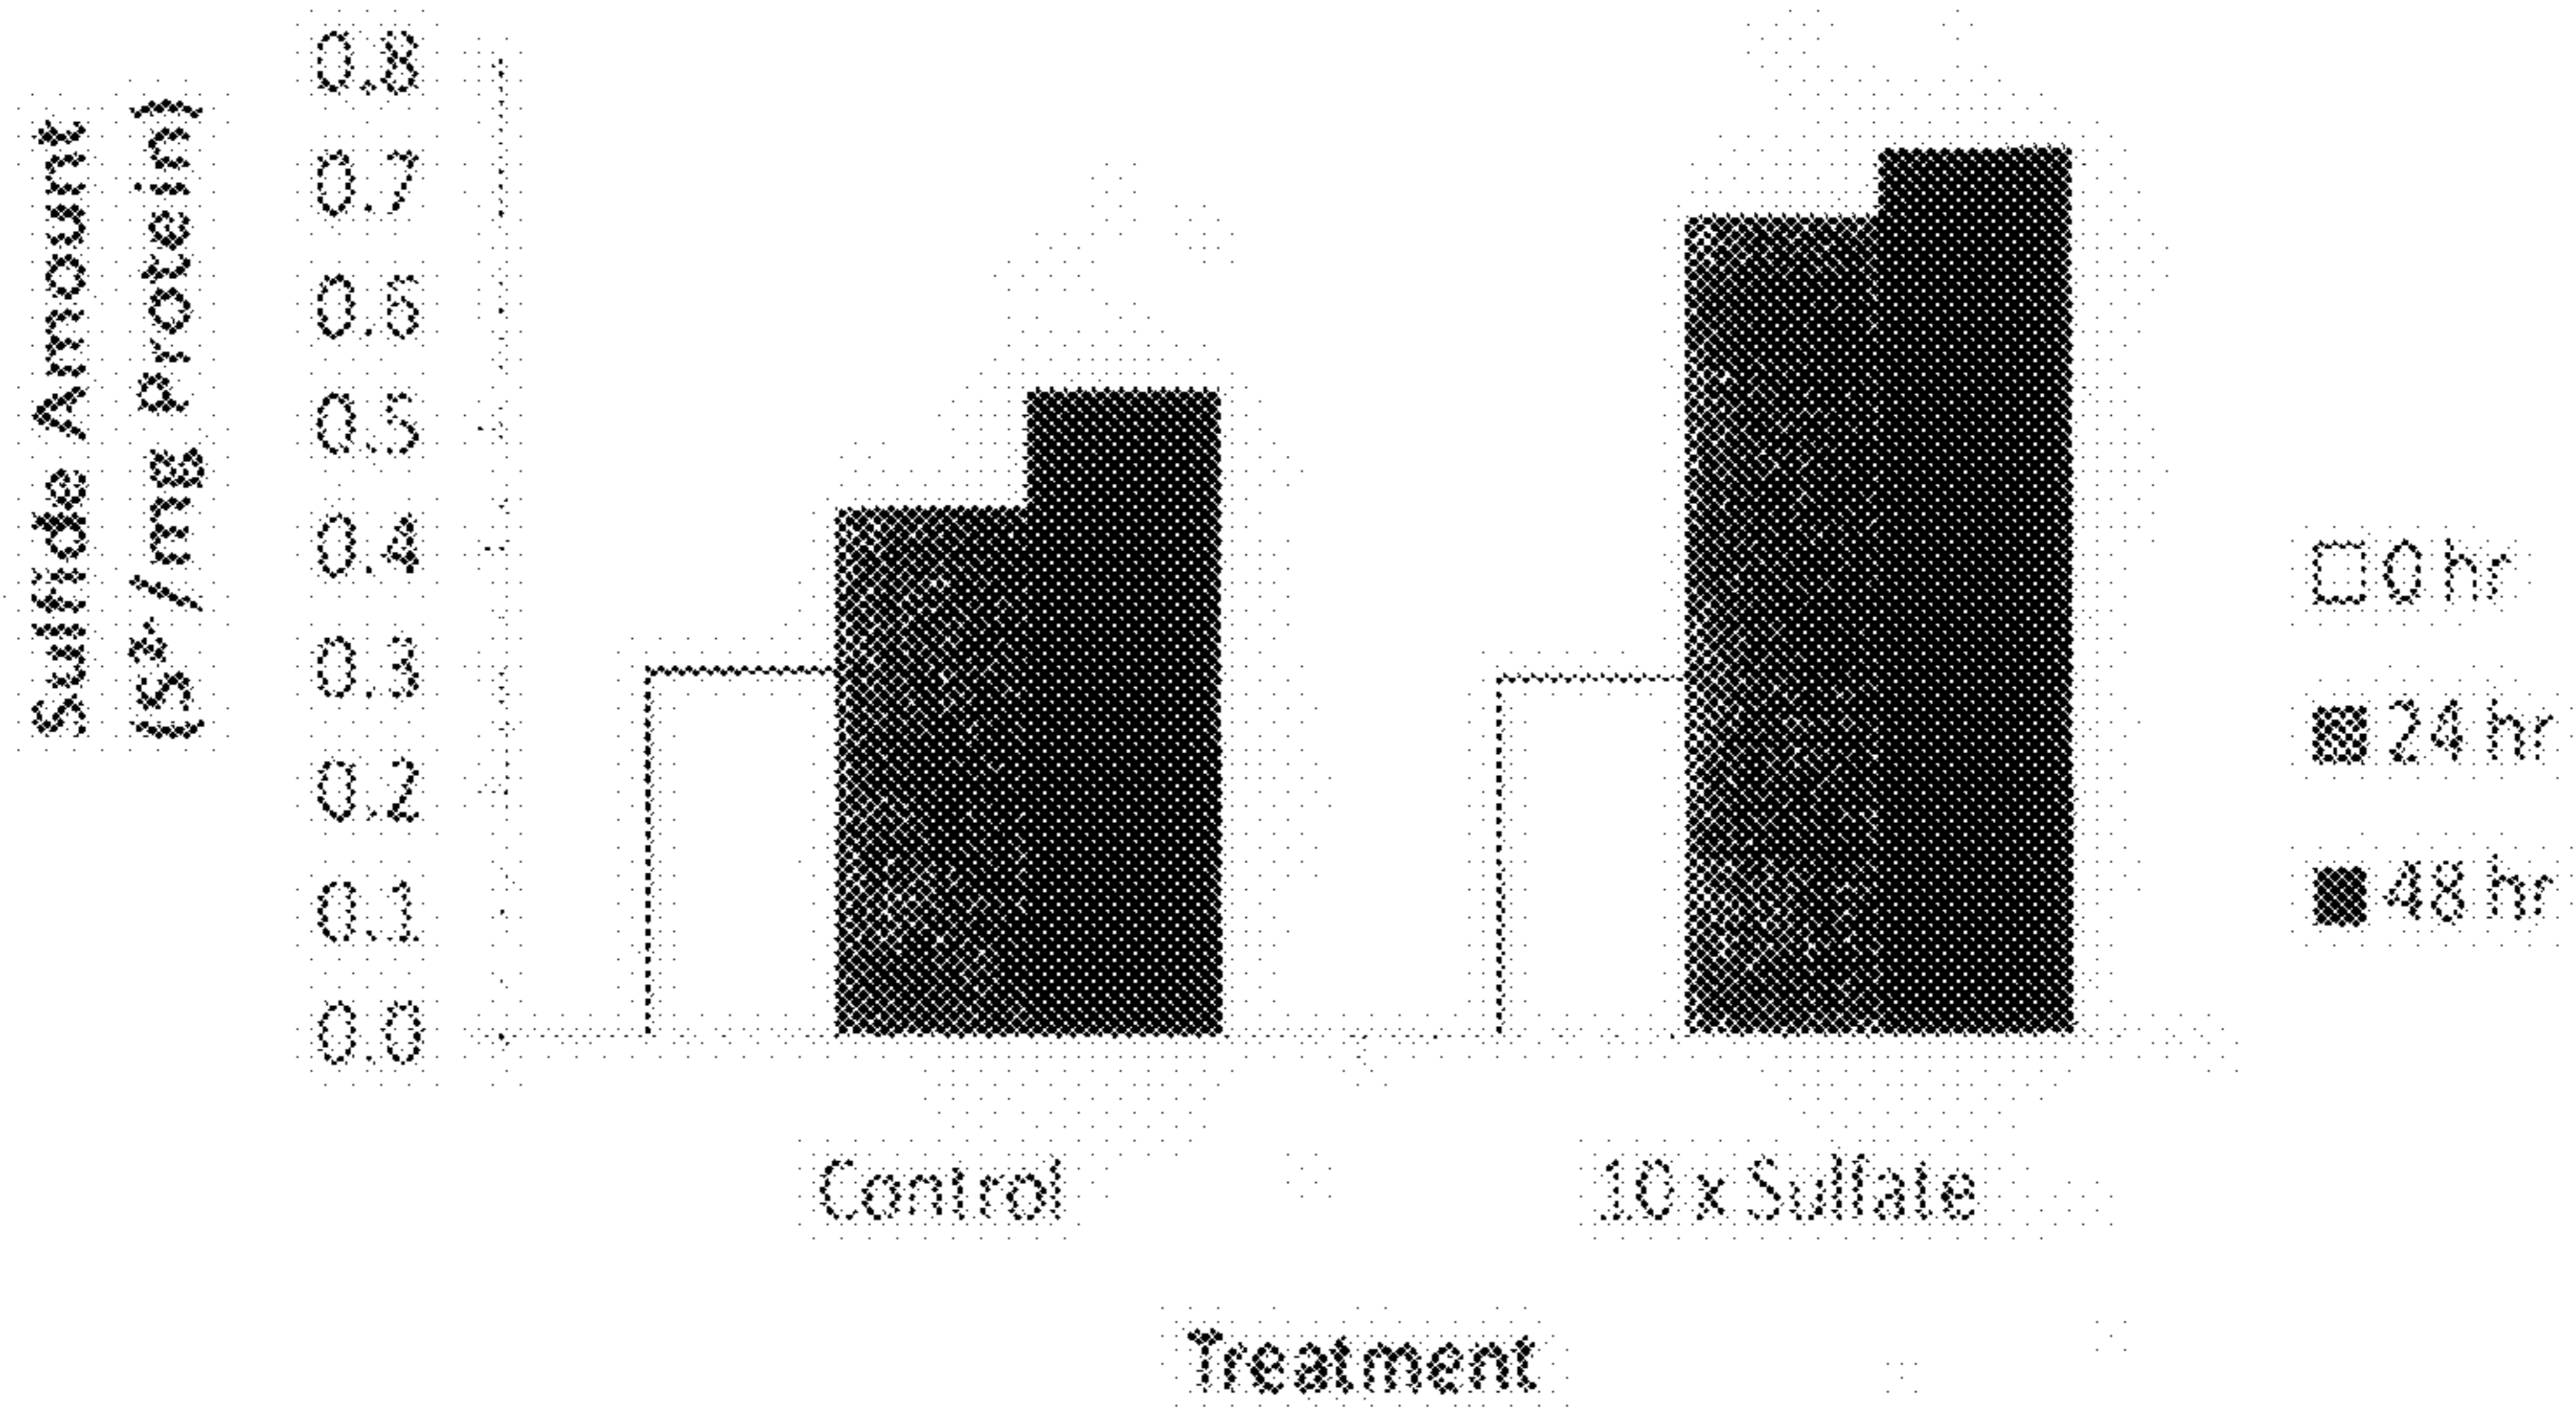 Sulfide Amount
(S²⁻/mg Protein)
0.8
0.7
0.6
0.5
0.4
0.3
0.2
0.1
0.0
0 hr
24 hr
48 hr
Control
10 x Sulfate
Treatment